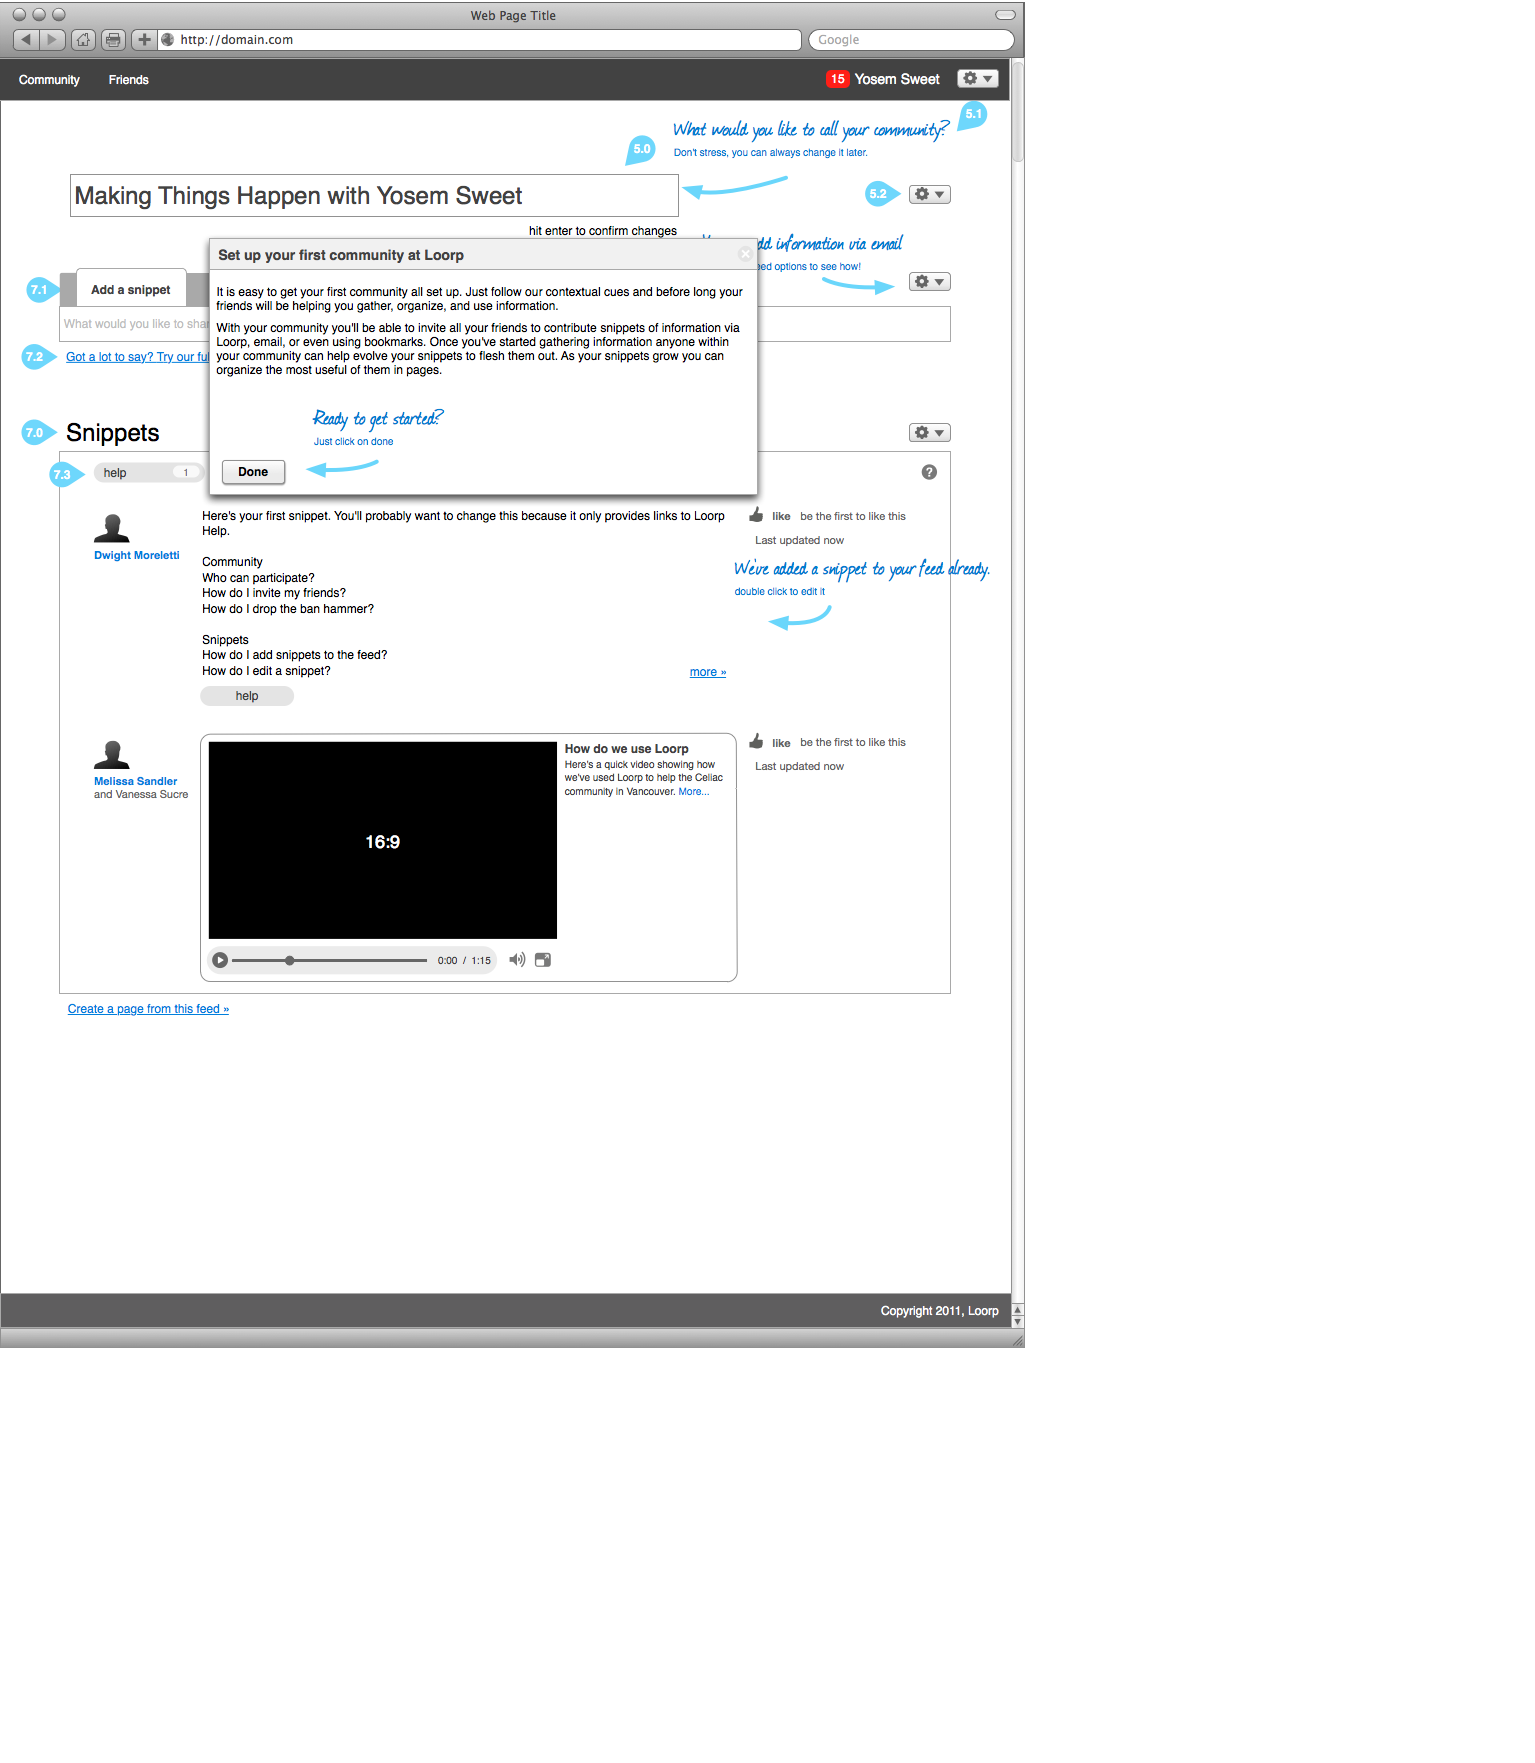 Web Page Title
http://domain.com
Google
Community
Friends
15
Yosem Sweet
5.1
What would you like to call your community?
Don't stress, you can always change it later.
5.0
Making Things Happen with Yosem Sweet
5.2
hit enter to confirm changes
dd information via email
ed options to see how!
7.1
Add a snippet
What would you like to shar
7.2
Got a lot to say? Try our ful
Set up your first community at Loorp
It is easy to get your first community all set up. Just follow our contextual cues and before long your
friends will be helping you gather, organize, and use information.
With your community you'll be able to invite all your friends to contribute snippets of information via
Loorp, email, or even using bookmarks. Once you've started gathering information anyone within
your community can help evolve your snippets to flesh them out. As your snippets grow you can
organize the most useful of them in pages.
Ready to get started?
Just click on done
Done
7.0
Snippets
7.3
help
1
?
Dwight Moreletti
Here's your first snippet. You'll probably want to change this because it only provides links to Loorp
Help.
Community
Who can participate?
How do I invite my friends?
How do I drop the ban hammer?
Snippets
How do I add snippets to the feed?
How do I edit a snippet?
more »
help
like
be the first to like this
Last updated now
We've added a snippet to your feed already.
double click to edit it
Melissa Sandler
and Vanessa Sucre
16:9
0:00 / 1:15
How do we use Loorp
Here's a quick video showing how
we've used Loorp to help the Celiac
community in Vancouver. More...
like
be the first to like this
Last updated now
Create a page from this feed »
Copyright 2011, Loorp